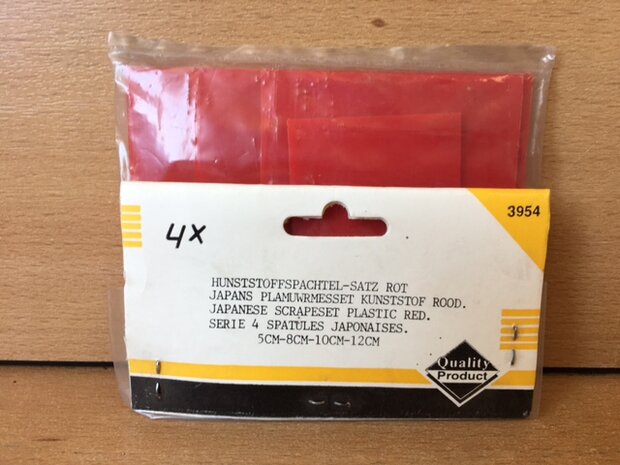 3954
4X
HUNSTSTOFFSPACHTEL-SATZ ROT
JAPANS PLAMUWRMESSET KUNSTSTOF ROOD.
JAPANESE SCRAPESET PLASTIC RED.
SERIE 4 SPATULES JAPONAISES.
5CM-8CM-10CM-12CM
Quality
Product